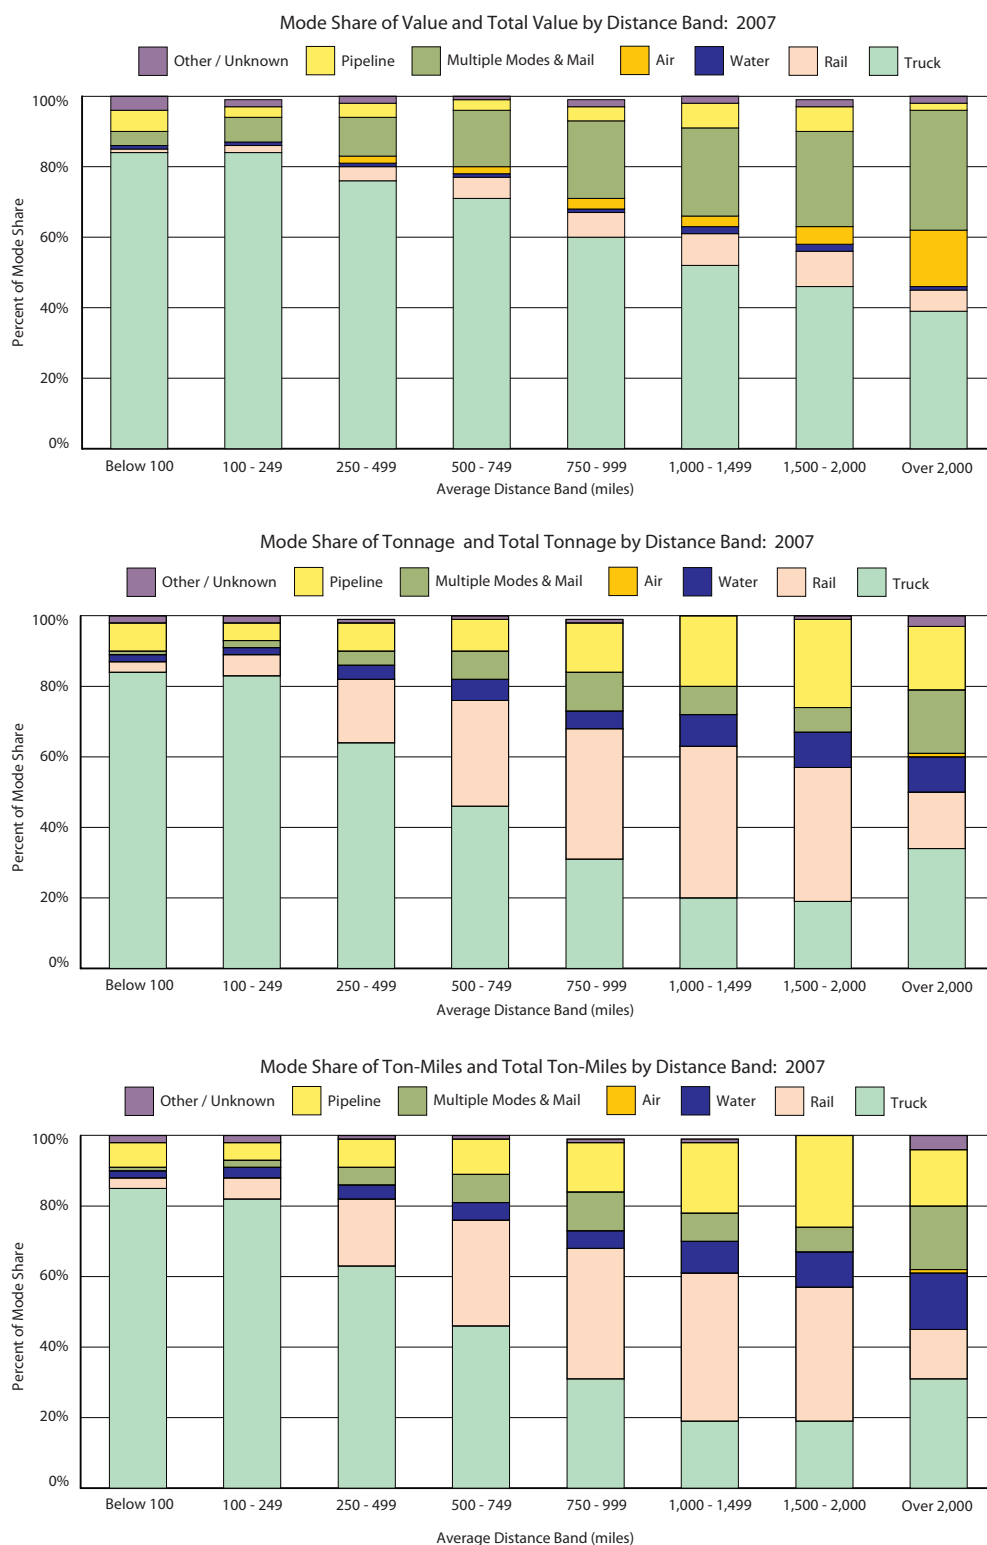 Mode Share of Value and Total Value by Distance Band: 2007
Other / Unknown Pipeline Multiple Modes & Mail Air Water Rail Truck
Percent of Mode Share
100%
80%
60%
40%
20%
0%
Below 100 100 - 249 250 - 499 500 - 749 750 - 999 1,000 - 1,499 1,500 - 2,000 Over 2,000
Average Distance Band (miles)
Mode Share of Tonnage and Total Tonnage by Distance Band: 2007
Other / Unknown Pipeline Multiple Modes & Mail Air Water Rail Truck
Percent of Mode Share
100%
80%
60%
40%
20%
0%
Below 100 100 - 249 250 - 499 500 - 749 750 - 999 1,000 - 1,499 1,500 - 2,000 Over 2,000
Average Distance Band (miles)
Mode Share of Ton-Miles and Total Ton-Miles by Distance Band: 2007
Other / Unknown Pipeline Multiple Modes & Mail Air Water Rail Truck
Percent of Mode Share
100%
80%
60%
40%
20%
0%
Below 100 100 - 249 250 - 499 500 - 749 750 - 999 1,000 - 1,499 1,500 - 2,000 Over 2,000
Average Distance Band (miles)